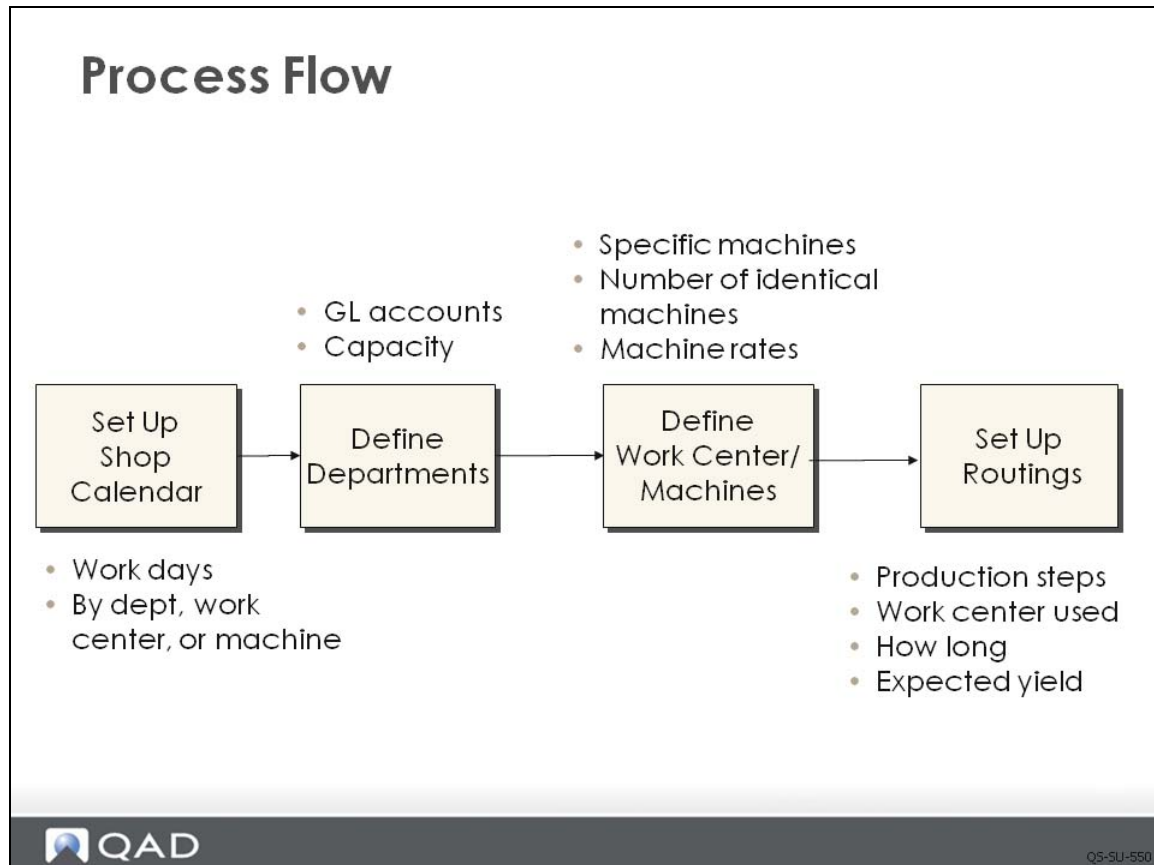 Process Flow
• Specific machines
• Number of identical
machines
• Machine rates
• GL accounts
• Capacity
Set Up
Shop
Calendar
Define
Departments
Define
Work Center/
Machines
Set Up
Routings
• Work days
• By dept, work
center, or machine
• Production steps
• Work center used
• How long
• Expected yield
QAD
QS-SU-550